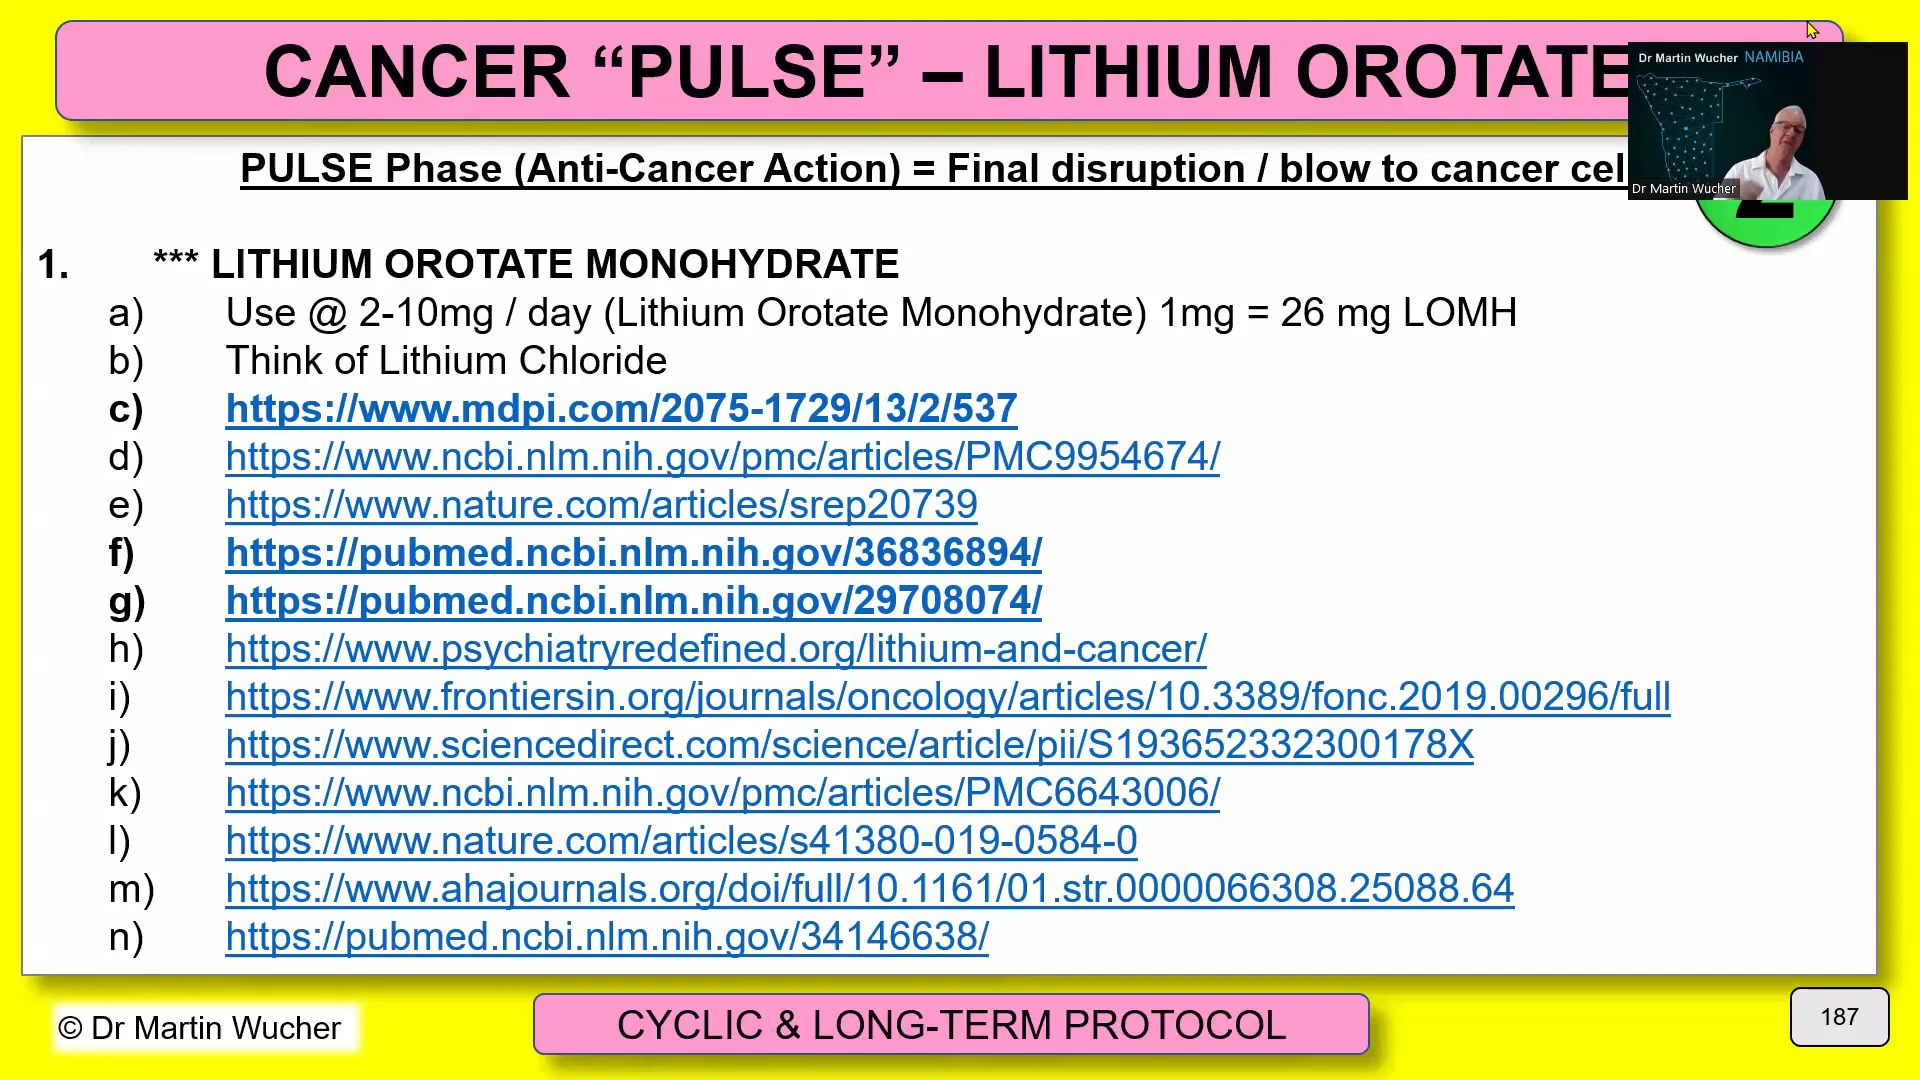 CANCER “PULSE” – LITHIUM OROTATE
Dr Martin Wucher NAMIBIA
PULSE Phase (Anti-Cancer Action) = Final disruption / blow to cancer cel
Dr Martin Wucher
1. *** LITHIUM OROTATE MONOHYDRATE
a) Use @ 2-10mg / day (Lithium Orotate Monohydrate) 1mg = 26 mg LOMH
b) Think of Lithium Chloride
c) https://www.mdpi.com/2075-1729/13/2/537
d) https://www.ncbi.nlm.nih.gov/pmc/articles/PMC9954674/
e) https://www.nature.com/articles/srep20739
f) https://pubmed.ncbi.nlm.nih.gov/36836894/
g) https://pubmed.ncbi.nlm.nih.gov/29708074/
h) https://www.psychiatryredefined.org/lithium-and-cancer/
i) https://www.frontiersin.org/journals/oncology/articles/10.3389/fonc.2019.00296/full
j) https://www.sciencedirect.com/science/article/pii/S193652332300178X
k) https://www.ncbi.nlm.nih.gov/pmc/articles/PMC6643006/
l) https://www.nature.com/articles/s41380-019-0584-0
m) https://www.ahajournals.org/doi/full/10.1161/01.str.0000066308.25088.64
n) https://pubmed.ncbi.nlm.nih.gov/34146638/
© Dr Martin Wucher
CYCLIC & LONG-TERM PROTOCOL
187